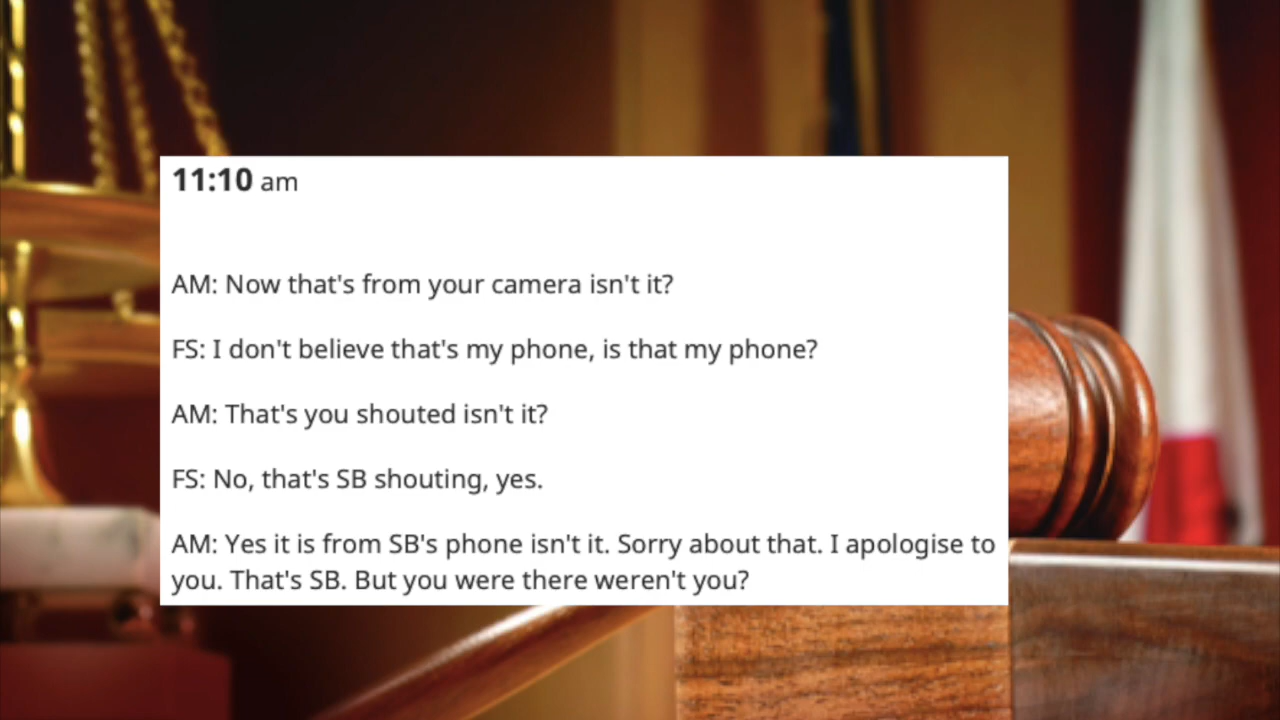 11:10 am
AM: Now that's from your camera isn't it?
FS: I don't believe that's my phone, is that my phone?
AM: That's you shouted isn't it?
FS: No, that's SB shouting, yes.
AM: Yes it is from SB's phone isn't it. Sorry about that. I apologise to
you. That's SB. But you were there weren't you?